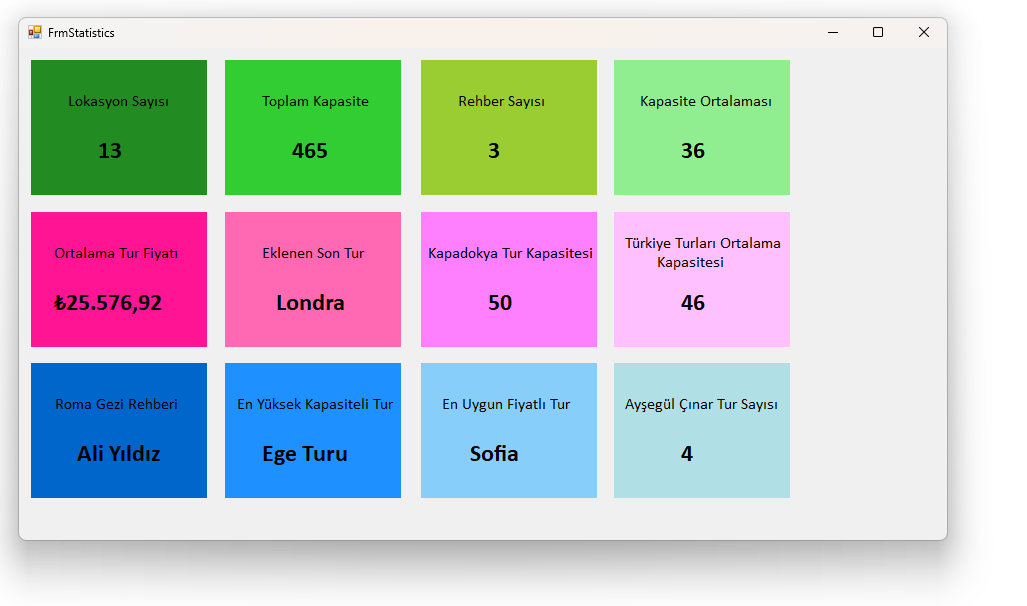 FrmStatistics
Lokasyon Sayısı
13
Toplam Kapasite
465
Rehber Sayısı
3
Kapasite Ortalaması
36
Ortalama Tur Fiyatı
₺25.576,92
Eklenen Son Tur
Londra
Kapadokya Tur Kapasitesi
50
Türkiye Turları Ortalama
Kapasitesi
46
Roma Gezi Rehberi
Ali Yıldız
En Yüksek Kapasiteli Tur
Ege Turu
En Uygun Fiyatlı Tur
Sofia
Ayşegül Çınar Tur Sayısı
4